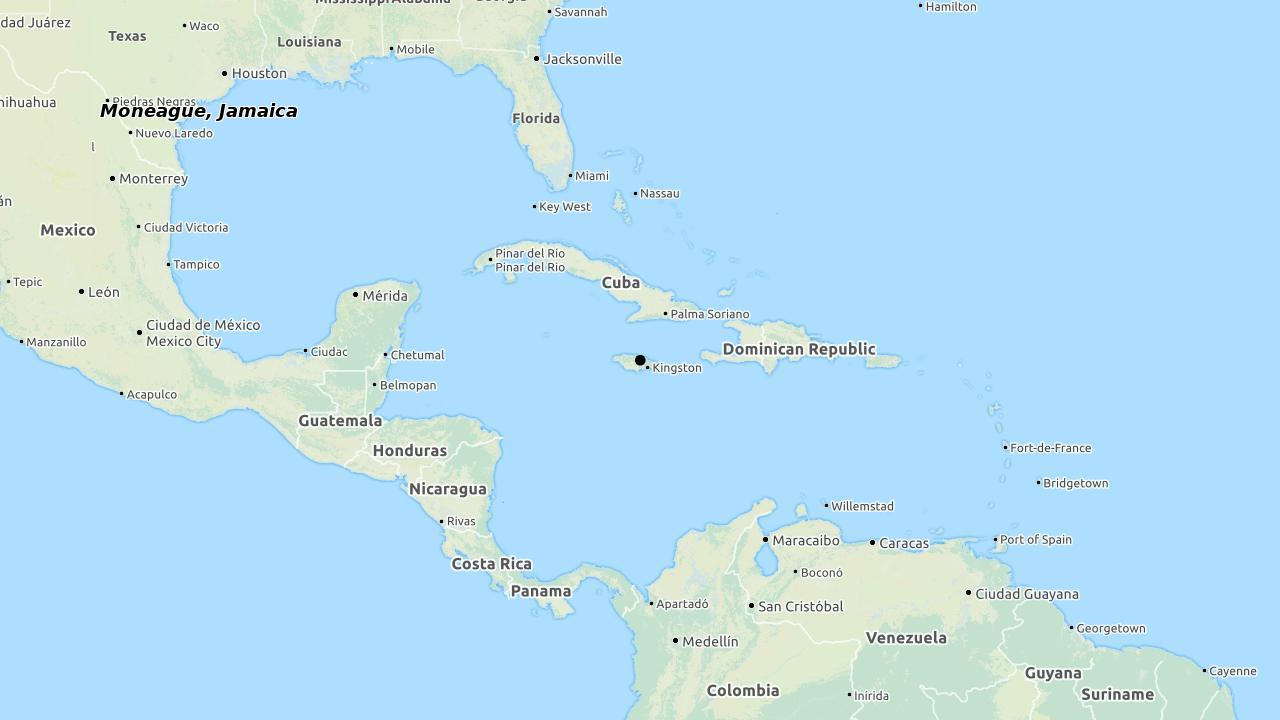 Mississippi
Alabama
Georgia
Savannah
Hamilton
dad Juárez
Waco
Texas
Louisiana
Mobile
Jacksonville
Houston
nihuahua
Piedras Negras
Moneague, Jamaica
Florida
Nuevo Laredo
l
Monterrey
Miami
Nassau
án
Key West
Mexico
Ciudad Victoria
Pinar del Río
Pinar del Rio
Tampico
Tepic
León
Mérida
Cuba
Palma Soriano
Ciudad de México
Mexico City
Manzanillo
Ciudac
Chetumal
Dominican Republic
Kingston
Belmopan
Acapulco
Guatemala
Honduras
Fort-de-France
Nicaragua
Bridgetown
Willemstad
Rivas
Maracaibo
Caracas
Port of Spain
Costa Rica
Boconó
Panama
Apartadó
San Cristóbal
Ciudad Guayana
Georgetown
Medellín
Venezuela
Cayenne
Guyana
Colombia
Inírida
Suriname